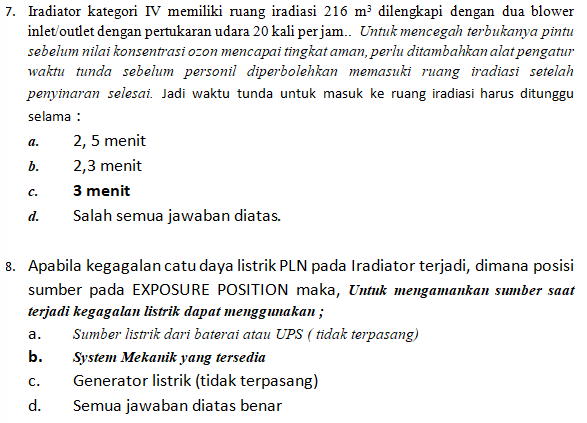 7. Iradiator kategori IV memiliki ruang iradiasi 216 m³ dilengkapi dengan dua blower
inlet/outlet dengan pertukaran udara 20 kali per jam.. Untuk mencegah terbukanya pintu
sebelum nilai konsentrasi ozon mencapai tingkat aman, perlu ditambahkan alat pengatur
waktu tunda sebelum personil diperbolehkan memasuki ruang iradiasi setelah
penyinaran selesai. Jadi waktu tunda untuk masuk ke ruang iradiasi harus ditunggu
selama :
a. 2, 5 menit
b. 2,3 menit
c. 3 menit
d. Salah semua jawaban diatas.
8. Apabila kegagalan catu daya listrik PLN pada Iradiator terjadi, dimana posisi
sumber pada EXPOSURE POSITION maka, Untuk mengamankan sumber saat
terjadi kegagalan listrik dapat menggunakan ;
a. Sumber listrik dari baterai atau UPS ( tidak terpasang)
b. System Mekanik yang tersedia
c. Generator listrik (tidak terpasang)
d. Semua jawaban diatas benar